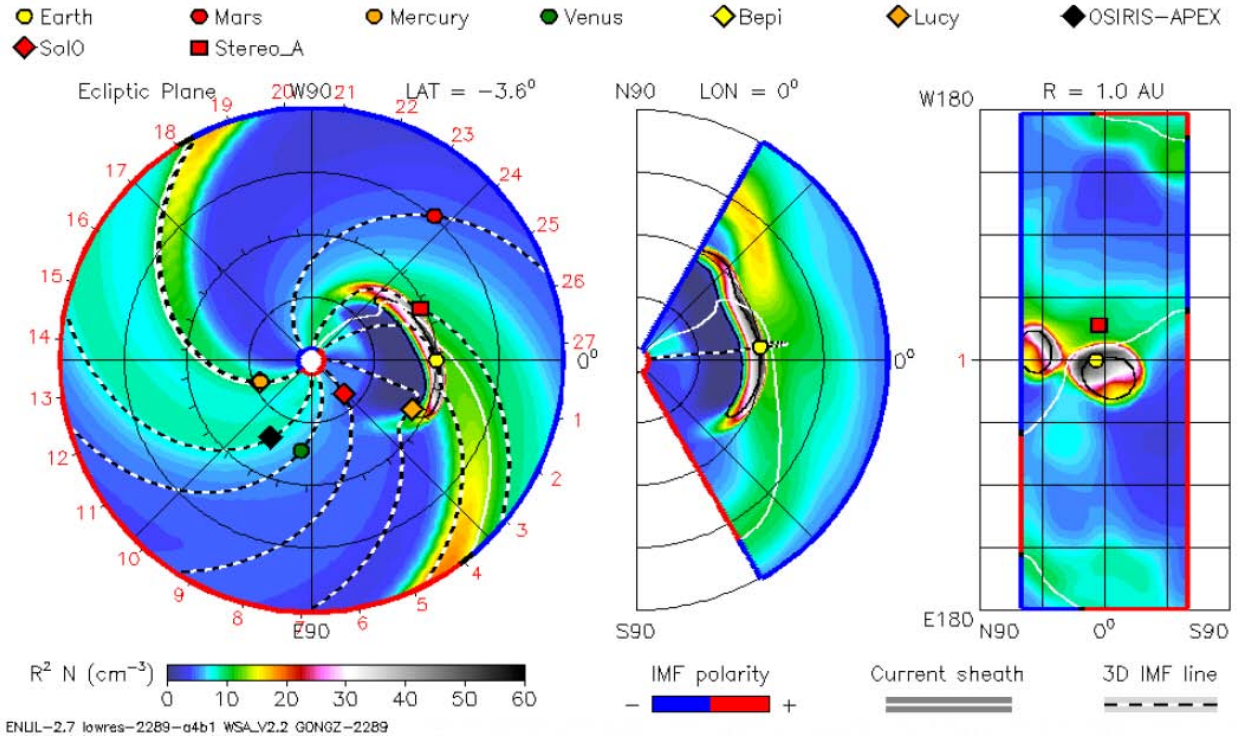 Earth Mars Mercury Venus Bepi Lucy OSIRIS-APEX
SolO Stereo_A
Ecliptic Plane W90 LAT = -3.6° N90 LON = 0° W180 R = 1.0 AU
20 21
19 22
18 23
17 24
16 25
15 26
14 27
0° 0° 1
13 1
12 2
11 3
10 4
9 5
8 7 6
E90 S90 E180 N90 0° S90
R² N (cm⁻³) IMF polarity Current sheath 3D IMF line
0 10 20 30 40 50 60 - +
ENLIL-2.7 lowres-2289-a4b1 WSA_V2.2 GONGZ-2289